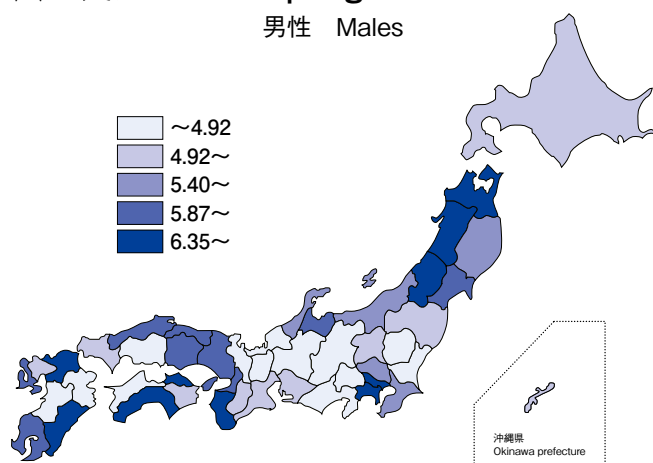 男性 Males
～4.92
4.92～
5.40～
5.87～
6.35～
沖縄県
Okinawa prefecture